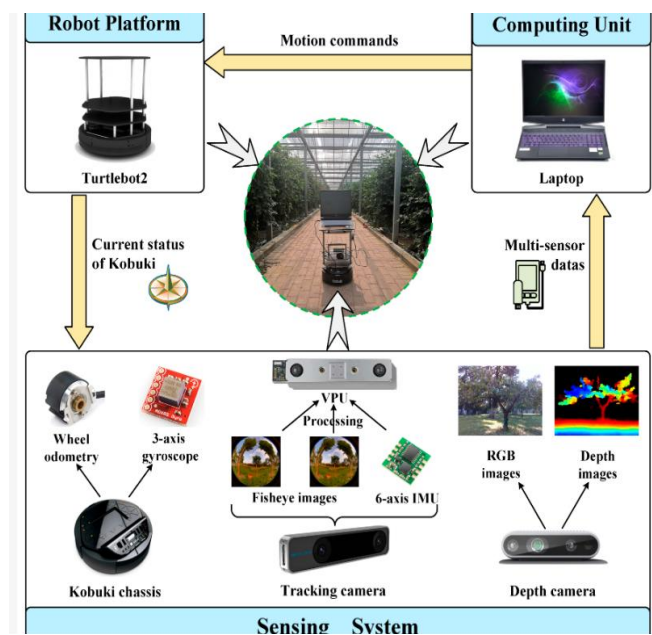 Robot Platform
Computing Unit
Motion commands
Turtlebot2
Laptop
Current status
of Kobuki
Multi-sensor
datas
VPU
Processing
Wheel
odometry
3-axis
gyroscope
Fisheye images
6-axis IMU
RGB
images
Depth
images
Kobuki chassis
Tracking camera
Depth camera
Sensing System